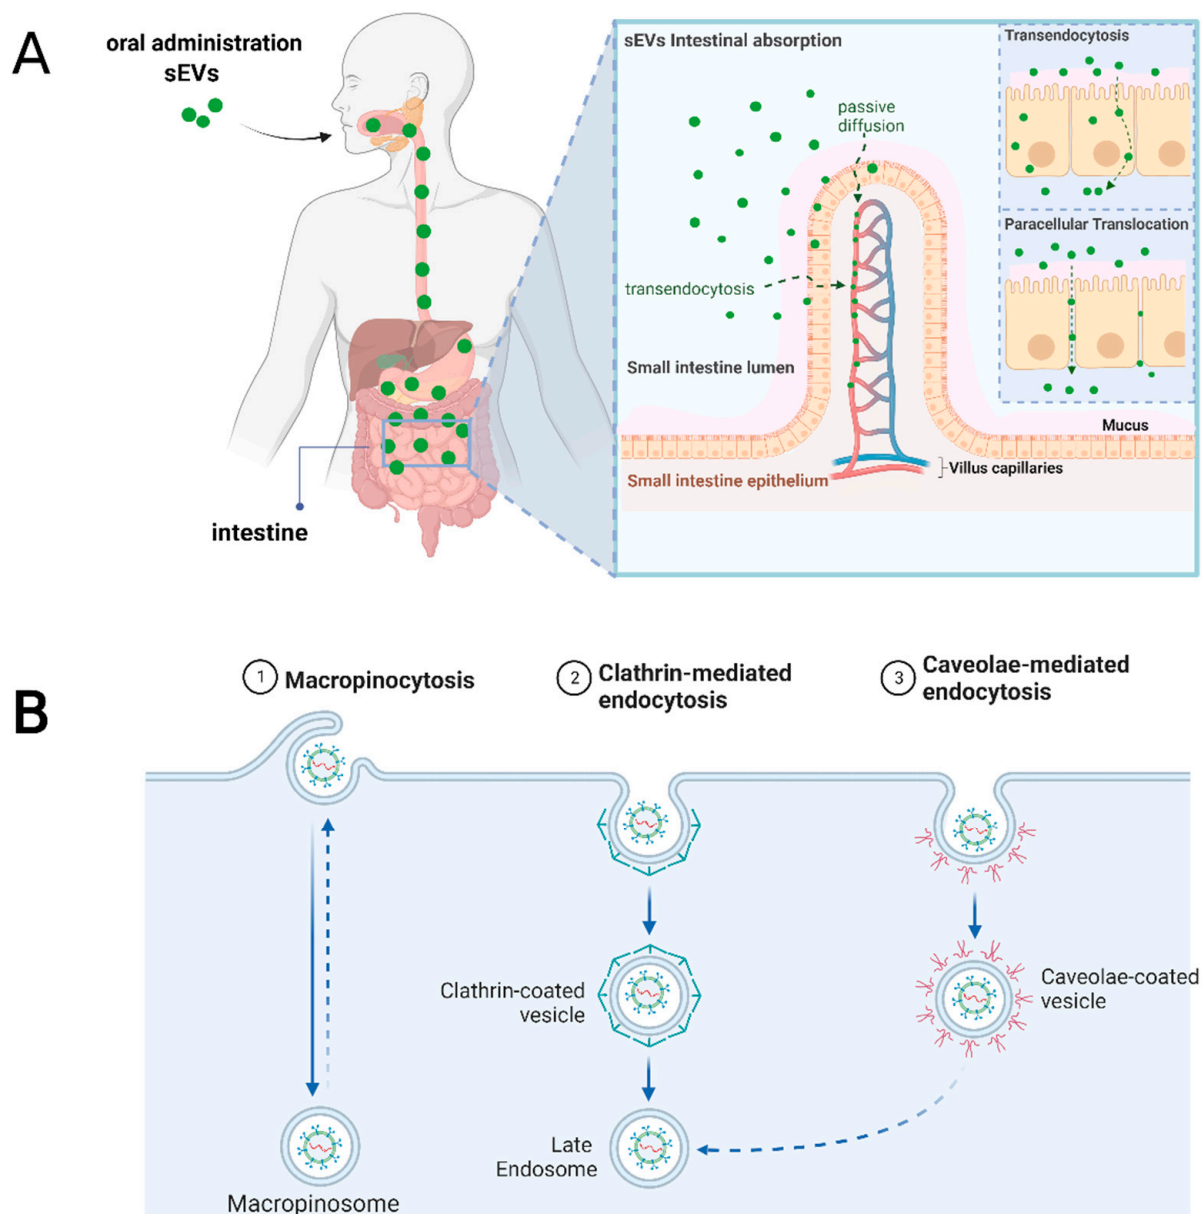 A
oral administration
sEVs
intestine
sEVs Intestinal absorption
passive
diffusion
transendocytosis
Small intestine lumen
Mucus
Small intestine epithelium
Villus capillaries
Transendocytosis
Paracellular Translocation
B
1 Macropinocytosis
2 Clathrin-mediated
endocytosis
3 Caveolae-mediated
endocytosis
Clathrin-coated
vesicle
Caveolae-coated
vesicle
Late
Endosome
Macropinosome